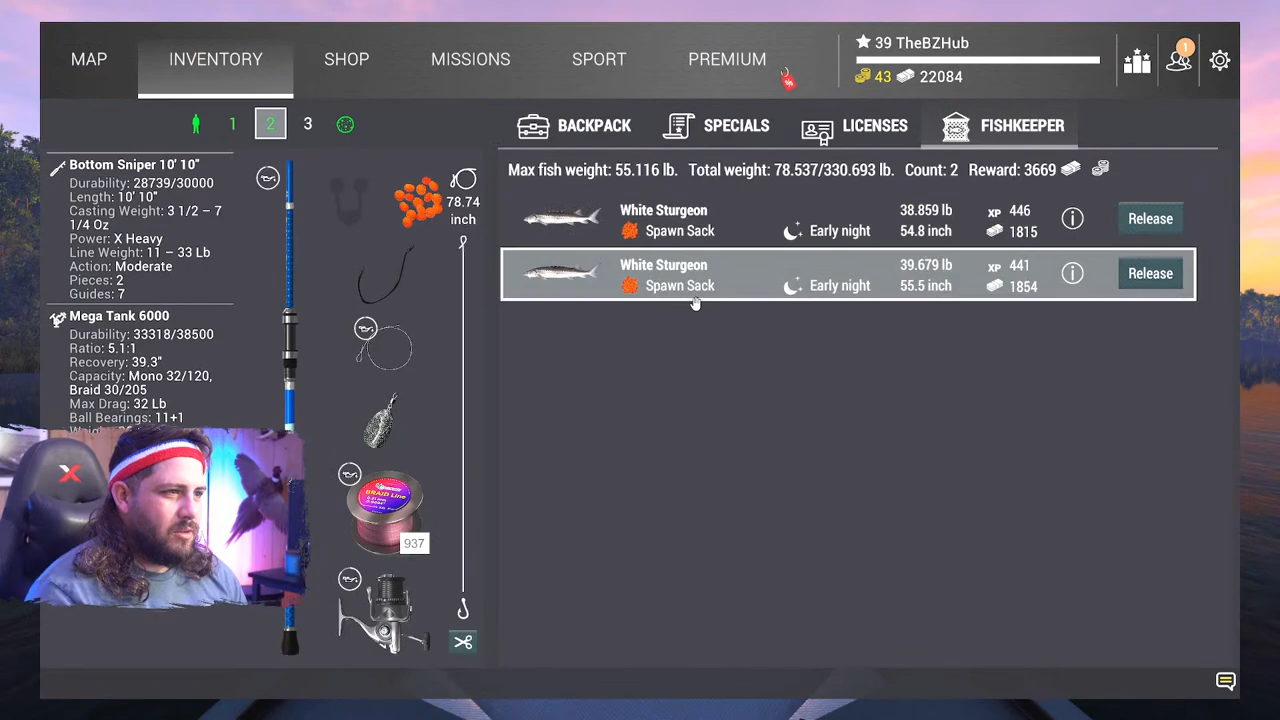 MAP INVENTORY SHOP MISSIONS SPORT PREMIUM
39 TheBZHub
43 22084
1
1 2 3
BACKPACK SPECIALS LICENSES FISHKEEPER
Max fish weight: 55.116 lb. Total weight: 78.537/330.693 lb. Count: 2 Reward: 3669
White Sturgeon 38.859 lb XP 446
Spawn Sack Early night 54.8 inch 1815
Release
White Sturgeon 39.679 lb XP 441
Spawn Sack Early night 55.5 inch 1854
Release
Bottom Sniper 10' 10"
Durability: 28739/30000
Length: 10' 10"
Casting Weight: 3 1/2 – 7
1/4 Oz
Power: X Heavy
Line Weight: 11 – 33 Lb
Action: Moderate
Pieces: 2
Guides: 7
Mega Tank 6000
Durability: 33318/38500
Ratio: 5.1:1
Recovery: 39.3"
Capacity: Mono 32/120,
Braid 30/205
Max Drag: 32 Lb
Ball Bearings: 11+1
78.74
inch
BRAID Line
937